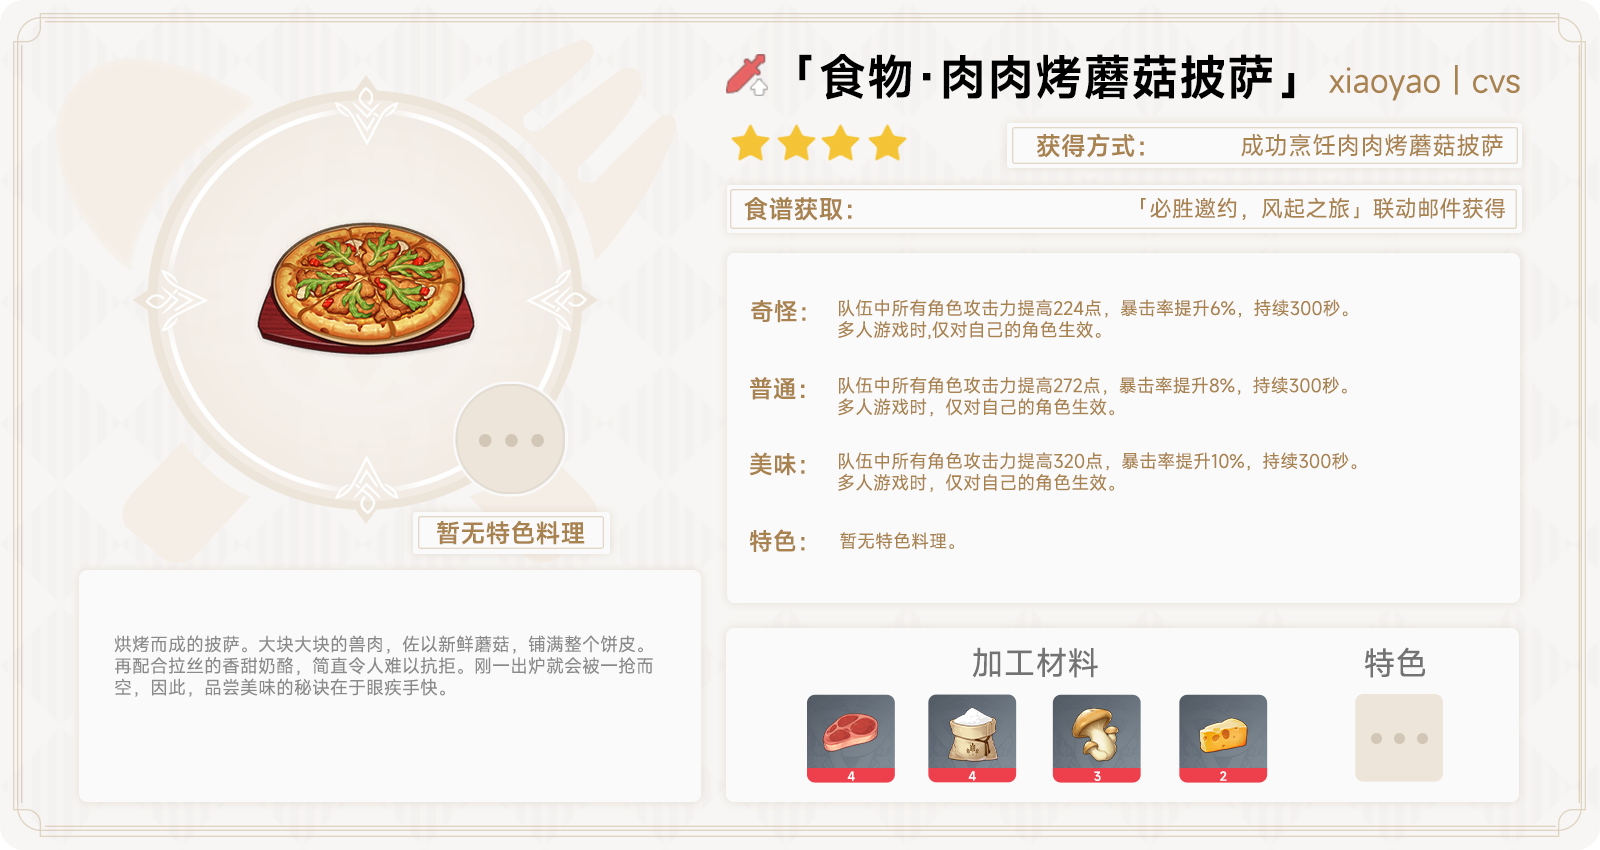 「食物·肉肉烤蘑菇披萨」 xiaoyao | cvs
获得方式： 成功烹饪肉肉烤蘑菇披萨
食谱获取： 「必胜邀约，风起之旅」联动邮件获得
奇怪： 队伍中所有角色攻击力提高224点，暴击率提升6%，持续300秒。
多人游戏时,仅对自己的角色生效。
普通： 队伍中所有角色攻击力提高272点，暴击率提升8%，持续300秒。
多人游戏时，仅对自己的角色生效。
美味： 队伍中所有角色攻击力提高320点，暴击率提升10%，持续300秒。
多人游戏时，仅对自己的角色生效。
特色： 暂无特色料理。
暂无特色料理
烘烤而成的披萨。大块大块的兽肉，佐以新鲜蘑菇，铺满整个饼皮。
再配合拉丝的香甜奶酪，简直令人难以抗拒。刚一出炉就会被一抢而
空，因此，品尝美味的秘诀在于眼疾手快。
加工材料 特色
4 4 3 2